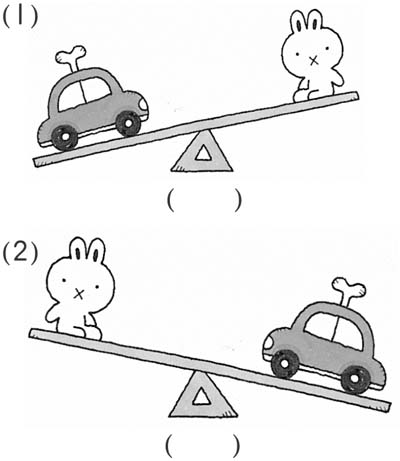 (1)
(　　)
(2)
(　　)